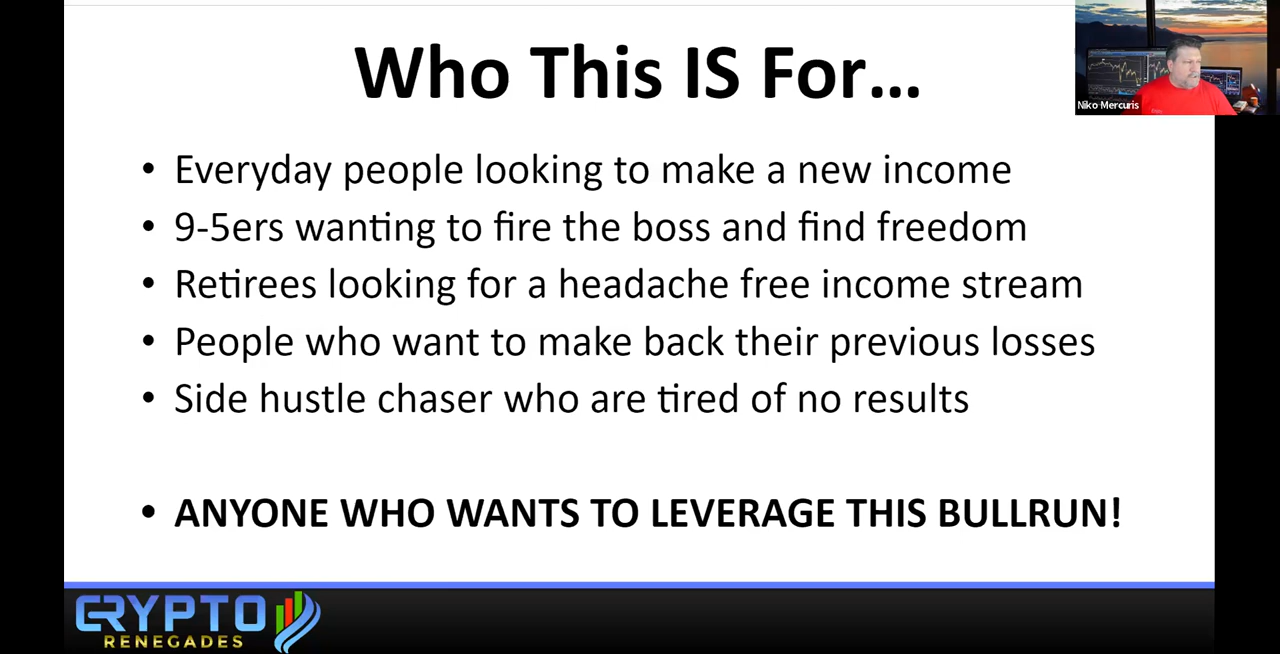 Who This IS For...
Niko Mercuris
• Everyday people looking to make a new income
• 9-5ers wanting to fire the boss and find freedom
• Retirees looking for a headache free income stream
• People who want to make back their previous losses
• Side hustle chaser who are tired of no results
• ANYONE WHO WANTS TO LEVERAGE THIS BULLRUN!
CRYPTO
RENEGADES